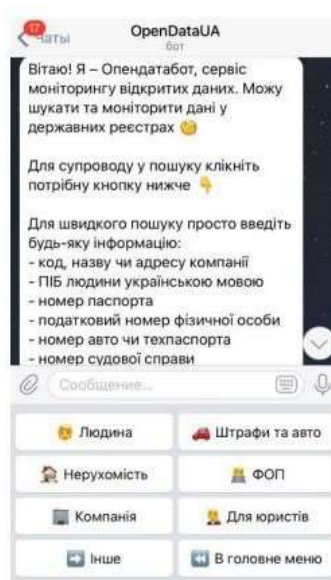 17
Чаты
OpenDataUA
бот
Вітаю! Я – Опендатабот, сервіс
моніторингу відкритих даних. Можу
шукати та моніторити дані у
державних реєстрах
Для супроводу у пошуку клікніть
потрібну кнопку нижче
Для швидкого пошуку просто введіть
будь-яку інформацію:
- код, назву чи адресу компанії
- ПІБ людини українською мовою
- номер паспорта
- податковий номер фізичної особи
- номер авто чи техпаспорта
- номер судової справи
Сообщение...
Людина
Штрафи та авто
Нерухомість
ФОП
Компанія
Для юристів
Інше
В головне меню